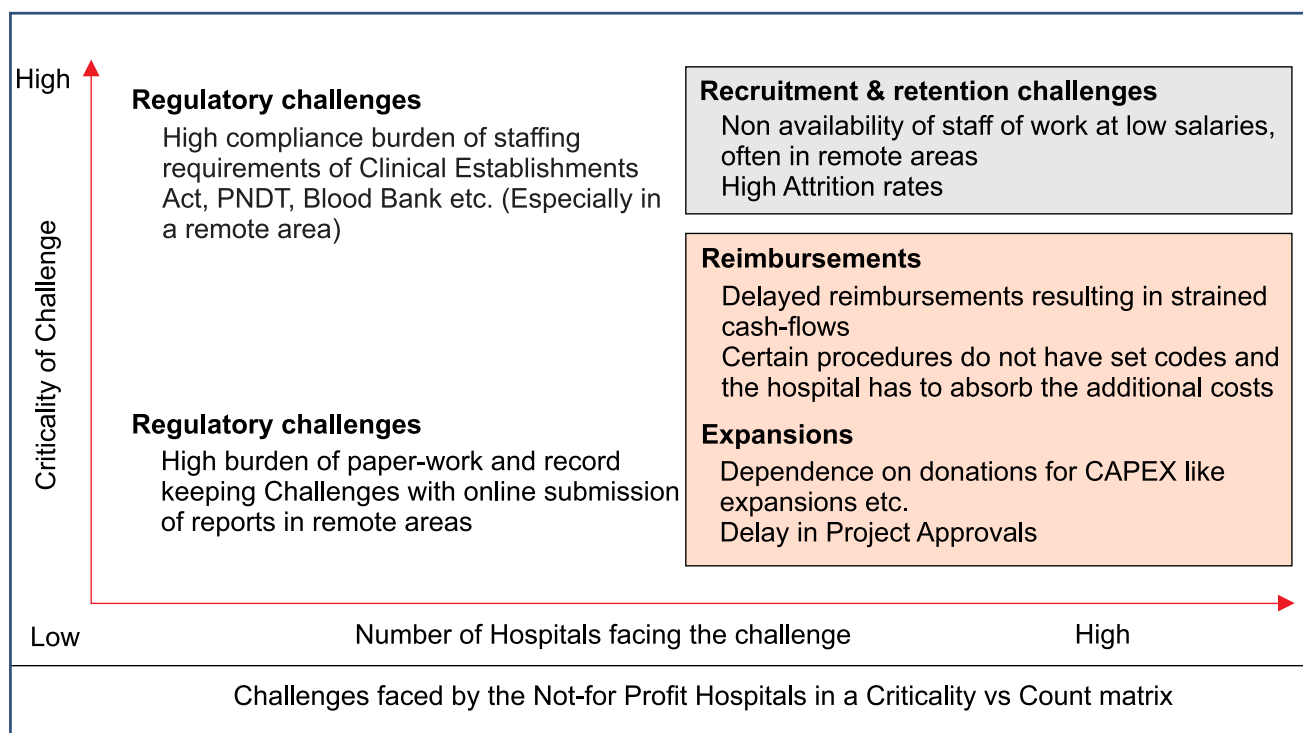 High
Criticality of Challenge
Regulatory challenges
High compliance burden of staffing
requirements of Clinical Establishments
Act, PNDT, Blood Bank etc. (Especially in
a remote area)
Recruitment & retention challenges
Non availability of staff of work at low salaries,
often in remote areas
High Attrition rates
Regulatory challenges
High burden of paper-work and record
keeping Challenges with online submission
of reports in remote areas
Reimbursements
Delayed reimbursements resulting in strained
cash-flows
Certain procedures do not have set codes and
the hospital has to absorb the additional costs
Expansions
Dependence on donations for CAPEX like
expansions etc.
Delay in Project Approvals
Low
Number of Hospitals facing the challenge
High
Challenges faced by the Not-for Profit Hospitals in a Criticality vs Count matrix